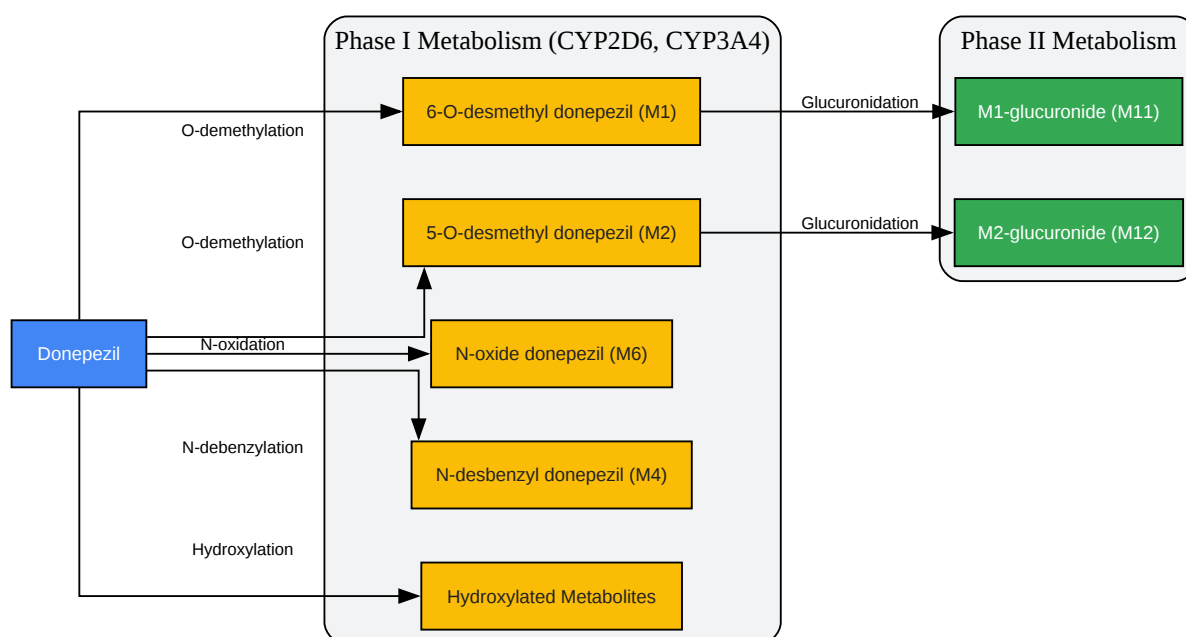 Phase I Metabolism (CYP2D6, CYP3A4)
Phase II Metabolism
6-O-desmethyl donepezil (M1)
Glucuronidation
M1-glucuronide (M11)
O-demethylation
5-O-desmethyl donepezil (M2)
Glucuronidation
M2-glucuronide (M12)
O-demethylation
Donepezil
N-oxidation
N-oxide donepezil (M6)
N-debenzylation
N-desbenzyl donepezil (M4)
Hydroxylation
Hydroxylated Metabolites